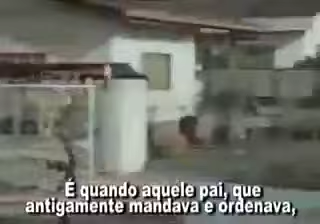 É quando aquele pai, que
antigamente mandava e ordenava,